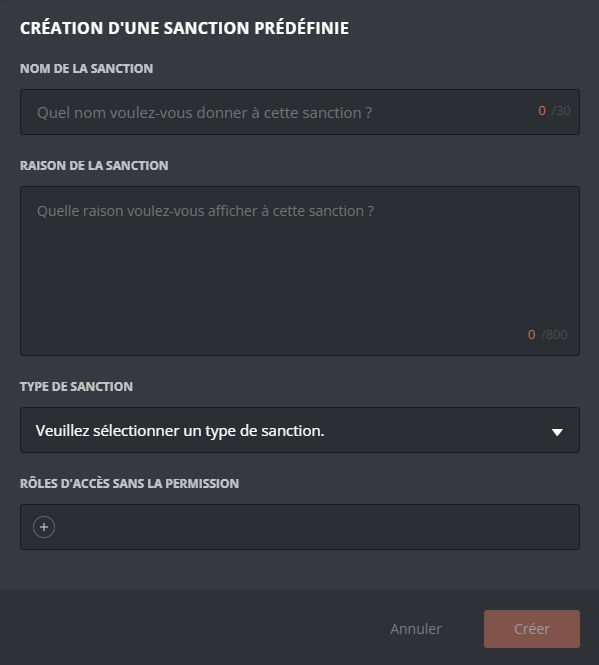 CRÉATION D'UNE SANCTION PRÉDÉFINIE
NOM DE LA SANCTION
Quel nom voulez-vous donner à cette sanction ? 0 /30
RAISON DE LA SANCTION
Quelle raison voulez-vous afficher à cette sanction ?
0 /800
TYPE DE SANCTION
Veuillez sélectionner un type de sanction.
RÔLES D'ACCÈS SANS LA PERMISSION
Annuler Créer